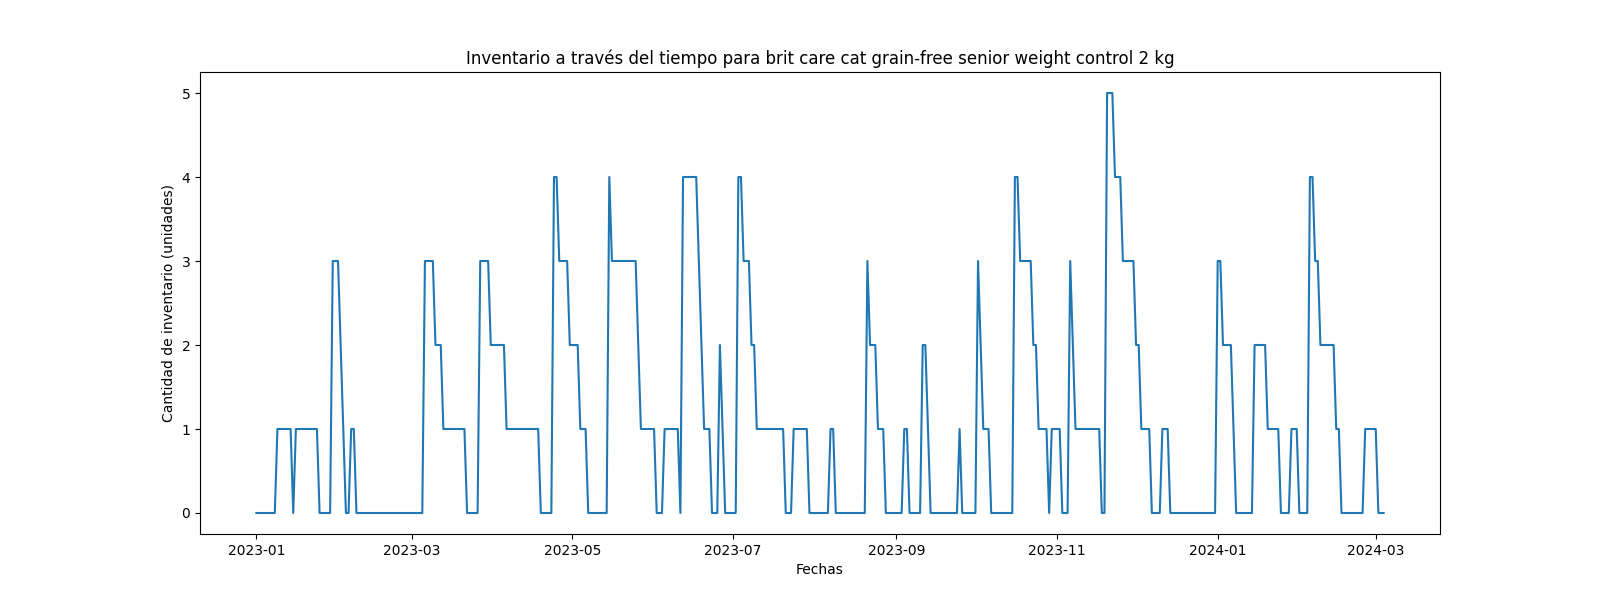 Inventario a través del tiempo para brit care cat grain-free senior weight control 2 kg
Cantidad de inventario (unidades)
5
4
3
2
1
0
2023-01 2023-03 2023-05 2023-07 2023-09 2023-11 2024-01 2024-03
Fechas